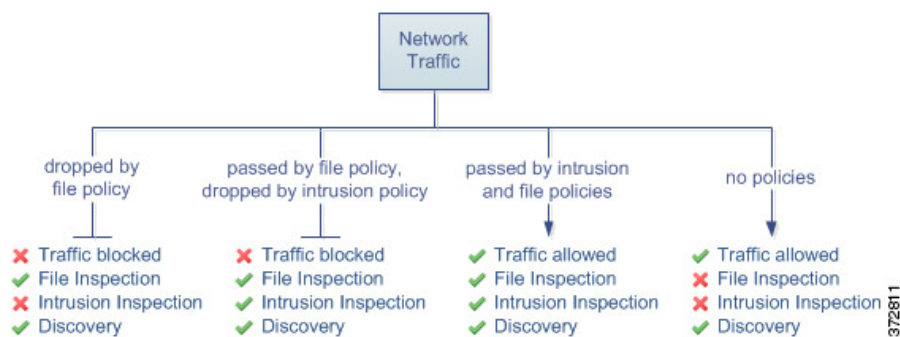 Network
Traffic
dropped by
file policy
passed by file policy,
dropped by intrusion policy
passed by intrusion
and file policies
no policies
Traffic blocked
File Inspection
Intrusion Inspection
Discovery
Traffic blocked
File Inspection
Intrusion Inspection
Discovery
Traffic allowed
File Inspection
Intrusion Inspection
Discovery
Traffic allowed
File Inspection
Intrusion Inspection
Discovery
372811